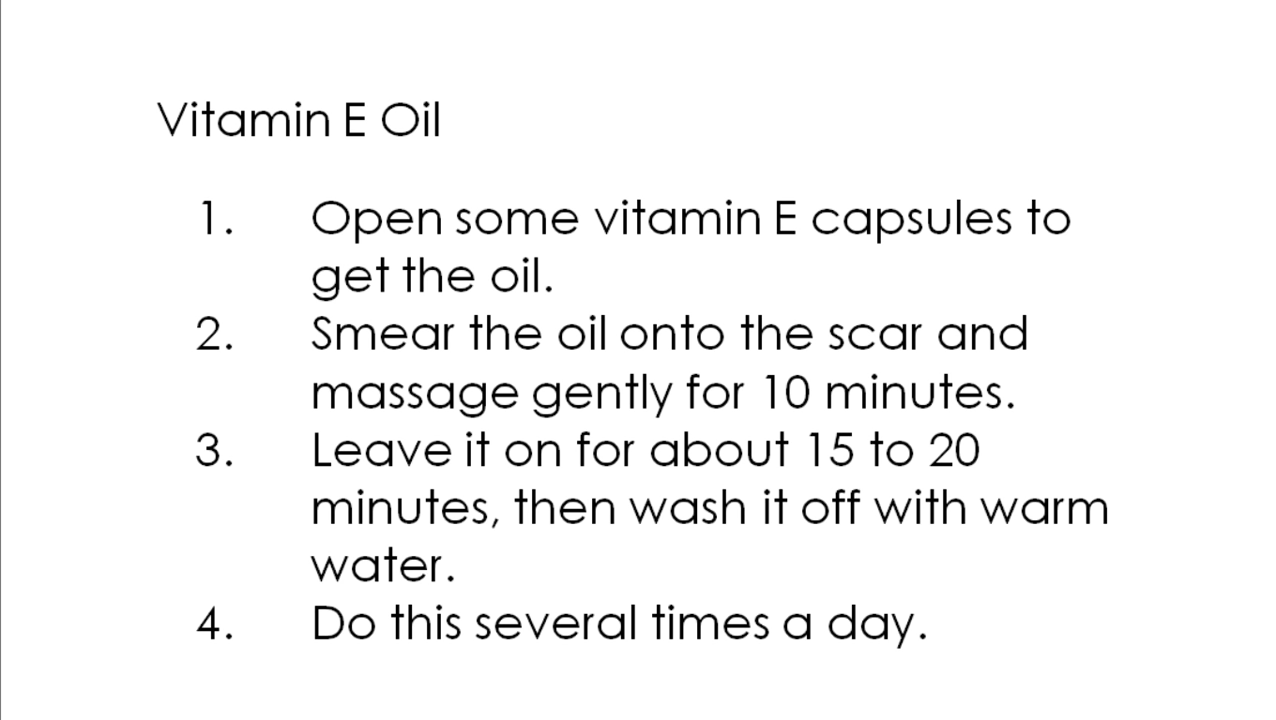 Vitamin E Oil
1. Open some vitamin E capsules to
get the oil.
2. Smear the oil onto the scar and
massage gently for 10 minutes.
3. Leave it on for about 15 to 20
minutes, then wash it off with warm
water.
4. Do this several times a day.